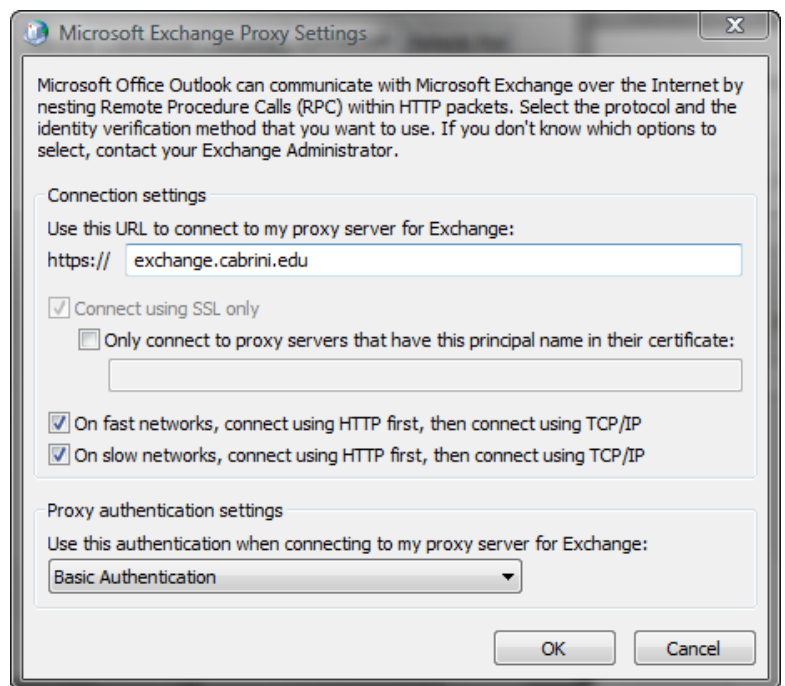 Microsoft Exchange Proxy Settings
Microsoft Office Outlook can communicate with Microsoft Exchange over the Internet by
nesting Remote Procedure Calls (RPC) within HTTP packets. Select the protocol and the
identity verification method that you want to use. If you don't know which options to
select, contact your Exchange Administrator.
Connection settings
Use this URL to connect to my proxy server for Exchange:
https:// exchange.cabrini.edu
Connect using SSL only
Only connect to proxy servers that have this principal name in their certificate:
On fast networks, connect using HTTP first, then connect using TCP/IP
On slow networks, connect using HTTP first, then connect using TCP/IP
Proxy authentication settings
Use this authentication when connecting to my proxy server for Exchange:
Basic Authentication
OK Cancel